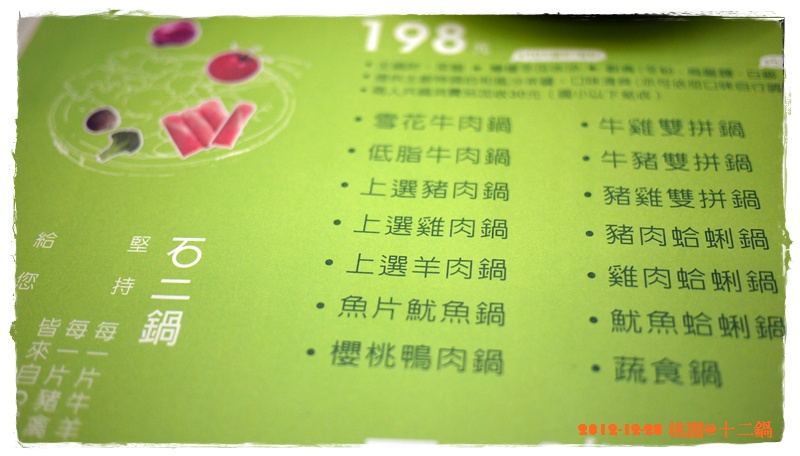 198元
雪花牛肉鍋
低脂牛肉鍋
上選豬肉鍋
上選雞肉鍋
上選羊肉鍋
魚片魷魚鍋
櫻桃鴨肉鍋
牛雞雙拼鍋
牛豬雙拼鍋
豬雞雙拼鍋
豬肉蛤蜊鍋
雞肉蛤蜊鍋
魷魚蛤蜊鍋
蔬食鍋
石二鍋
堅持
給您
每一片牛羊
每一片豬
皆來自
2012-12-28 桃園@十二鍋